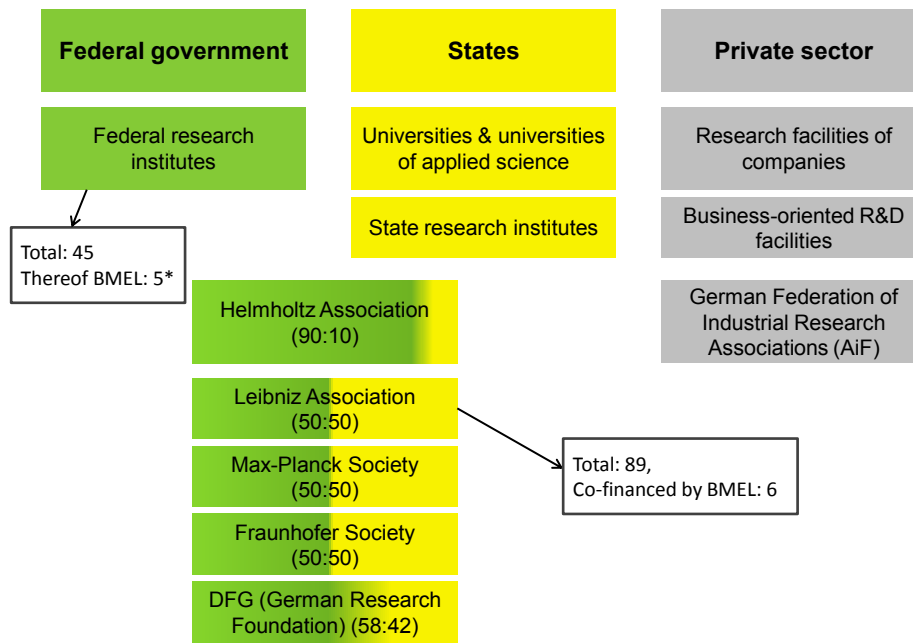 Federal government
States
Private sector
Federal research
institutes
Universities & universities
of applied science
Research facilities of
companies
State research institutes
Business-oriented R&D
facilities
Total: 45
Thereof BMEL: 5*
Helmholtz Association
(90:10)
German Federation of
Industrial Research
Associations (AiF)
Leibniz Association
(50:50)
Total: 89,
Co-financed by BMEL: 6
Max-Planck Society
(50:50)
Fraunhofer Society
(50:50)
DFG (German Research
Foundation) (58:42)